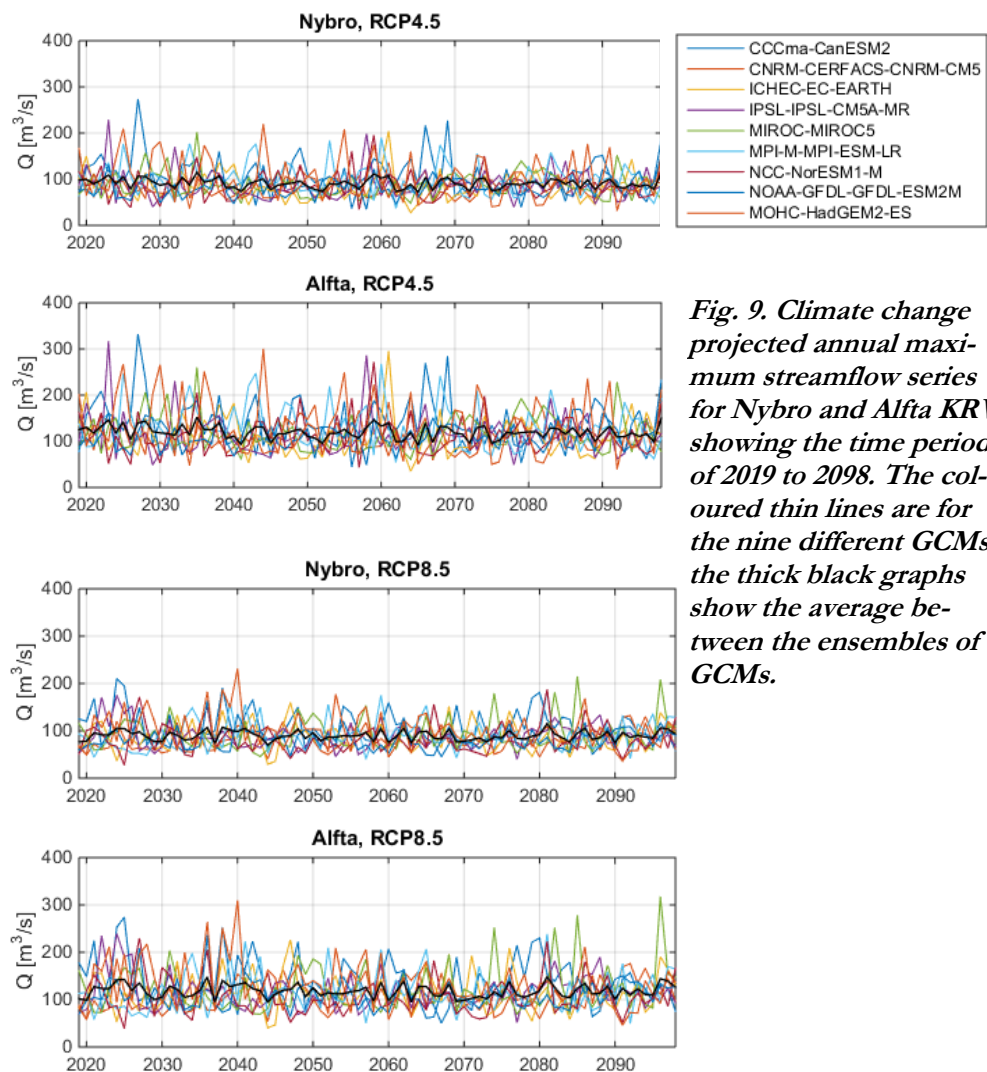 Nybro, RCP4.5
400
300
200
100
0
Q [m³/s]
2020 2030 2040 2050 2060 2070 2080 2090
CCCma-CanESM2
CNRM-CERFACS-CNRM-CM5
ICHEC-EC-EARTH
IPSL-IPSL-CM5A-MR
MIROC-MIROC5
MPI-M-MPI-ESM-LR
NCC-NorESM1-M
NOAA-GFDL-GFDL-ESM2M
MOHC-HadGEM2-ES
Alfta, RCP4.5
400
300
200
100
0
Q [m³/s]
2020 2030 2040 2050 2060 2070 2080 2090
Fig. 9. Climate change
projected annual maxi-
mum streamflow series
for Nybro and Alfta KRV
showing the time period
of 2019 to 2098. The col-
oured thin lines are for
the nine different GCMs
the thick black graphs
show the average be-
tween the ensembles of
GCMs.
Nybro, RCP8.5
400
300
200
100
0
Q [m³/s]
2020 2030 2040 2050 2060 2070 2080 2090
Alfta, RCP8.5
400
300
200
100
0
Q [m³/s]
2020 2030 2040 2050 2060 2070 2080 2090